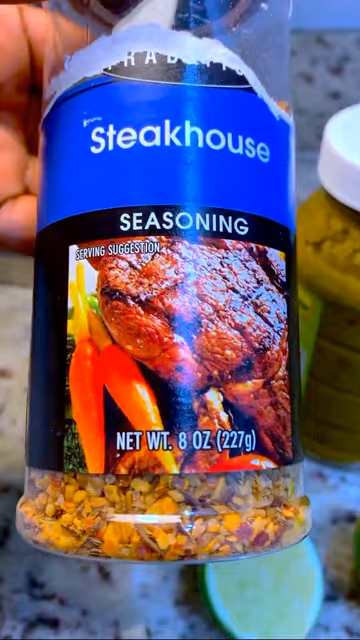 Steakhouse
SEASONING
SERVING SUGGESTION
NET WT. 8 OZ (227g)